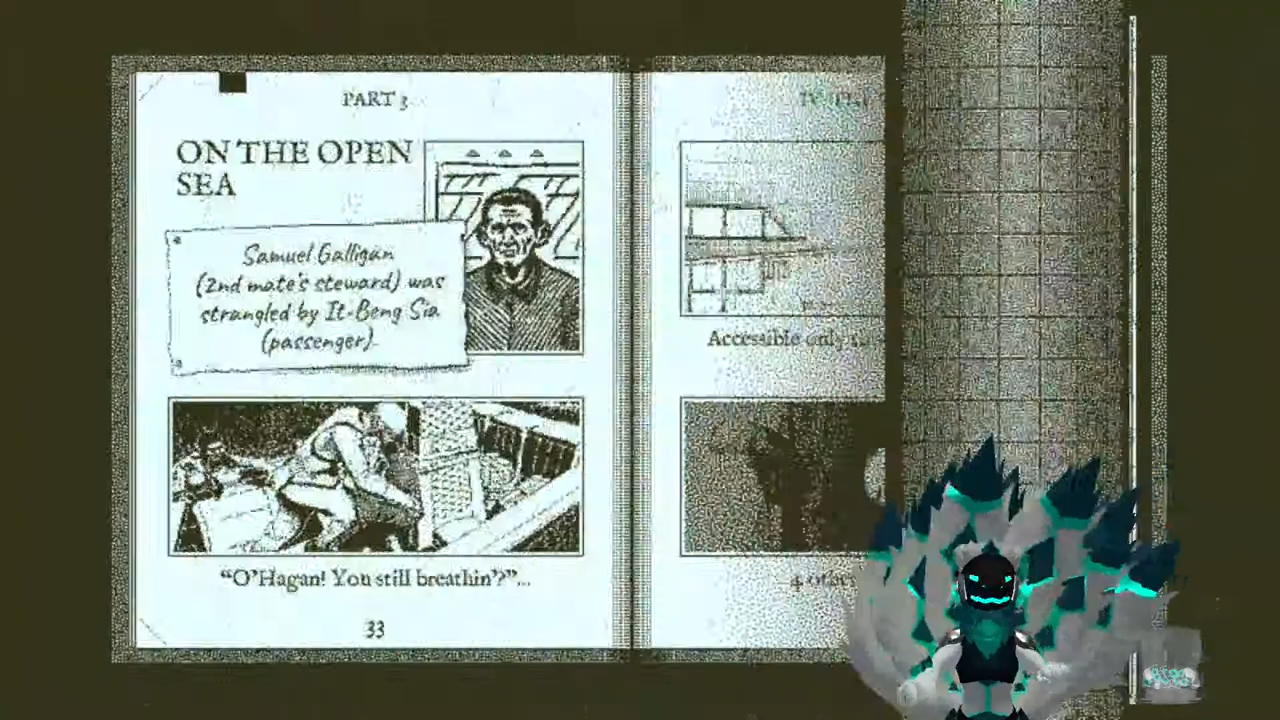 PART 3
ON THE OPEN
SEA
Samuel Galligan
(2nd mate's steward) was
strangled by It-Beng Sia
(passenger).
“O'Hagan! You still breathin'?”...
33
Accessible only
4